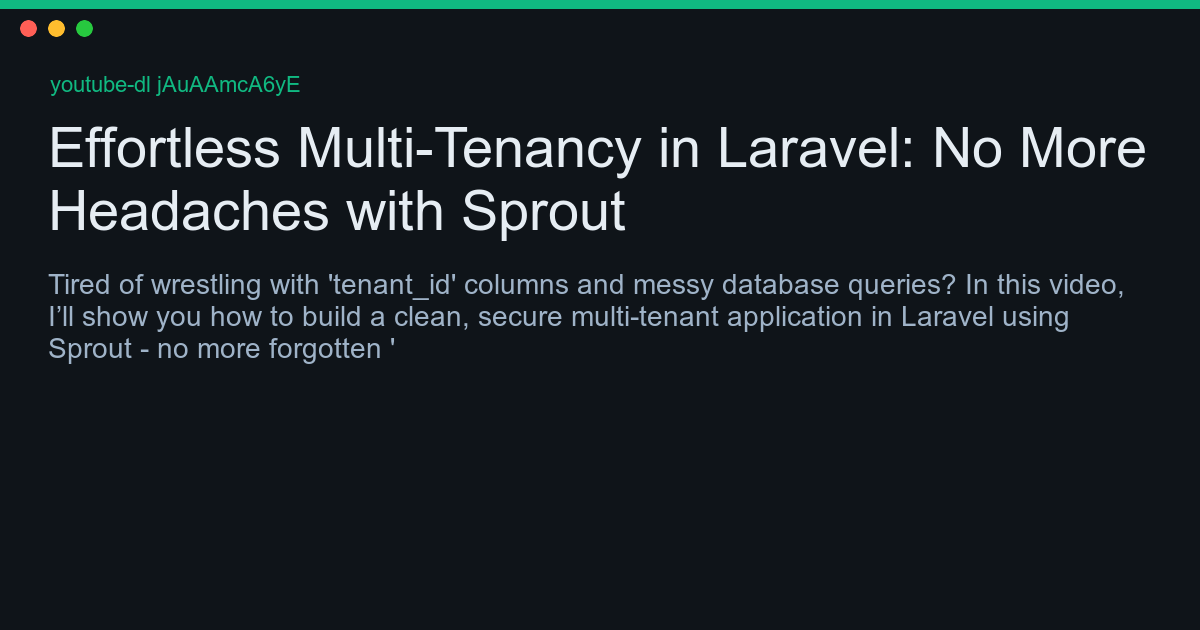 youtube-dl jAuAAmcA6yE
Effortless Multi-Tenancy in Laravel: No More
Headaches with Sprout
Tired of wrestling with 'tenant_id' columns and messy database queries? In this video,
I’ll show you how to build a clean, secure multi-tenant application in Laravel using
Sprout - no more forgotten '